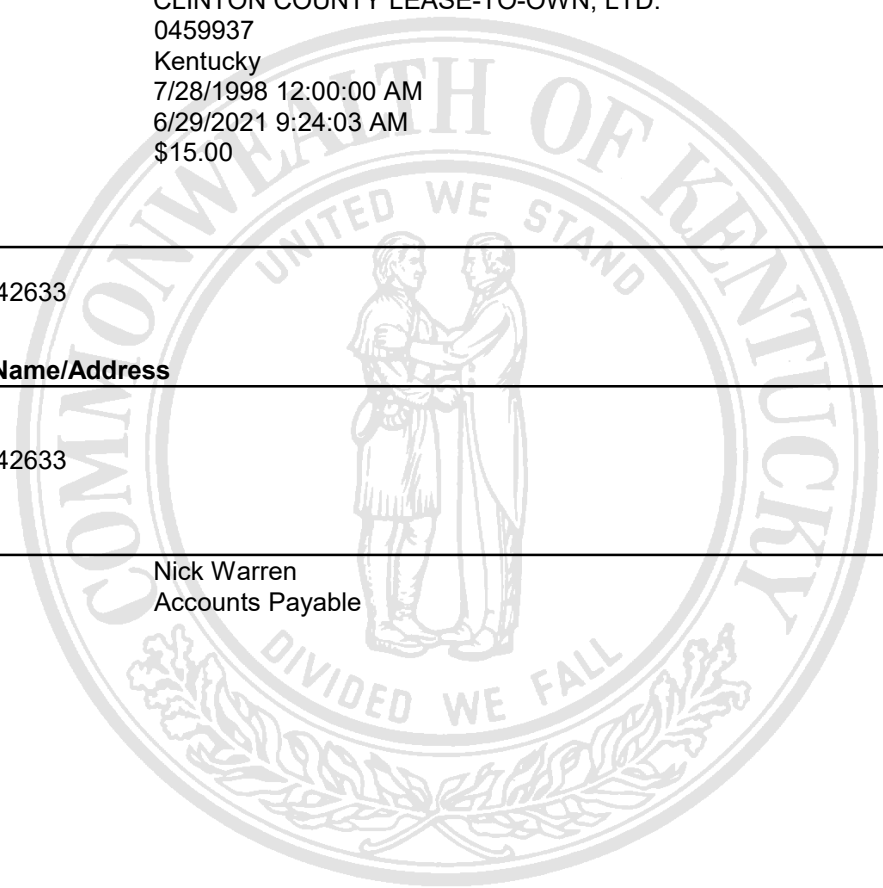 CLINTON COUNTY LEASE-TO-OWN, LTD.
0459937
Kentucky
7/28/1998 12:00:00 AM
6/29/2021 9:24:03 AM
$15.00
COMMONWEALTH OF KENTUCKY
UNITED WE STAND
42633
Name/Address
42633
Nick Warren
Accounts Payable
DIVIDED WE FALL